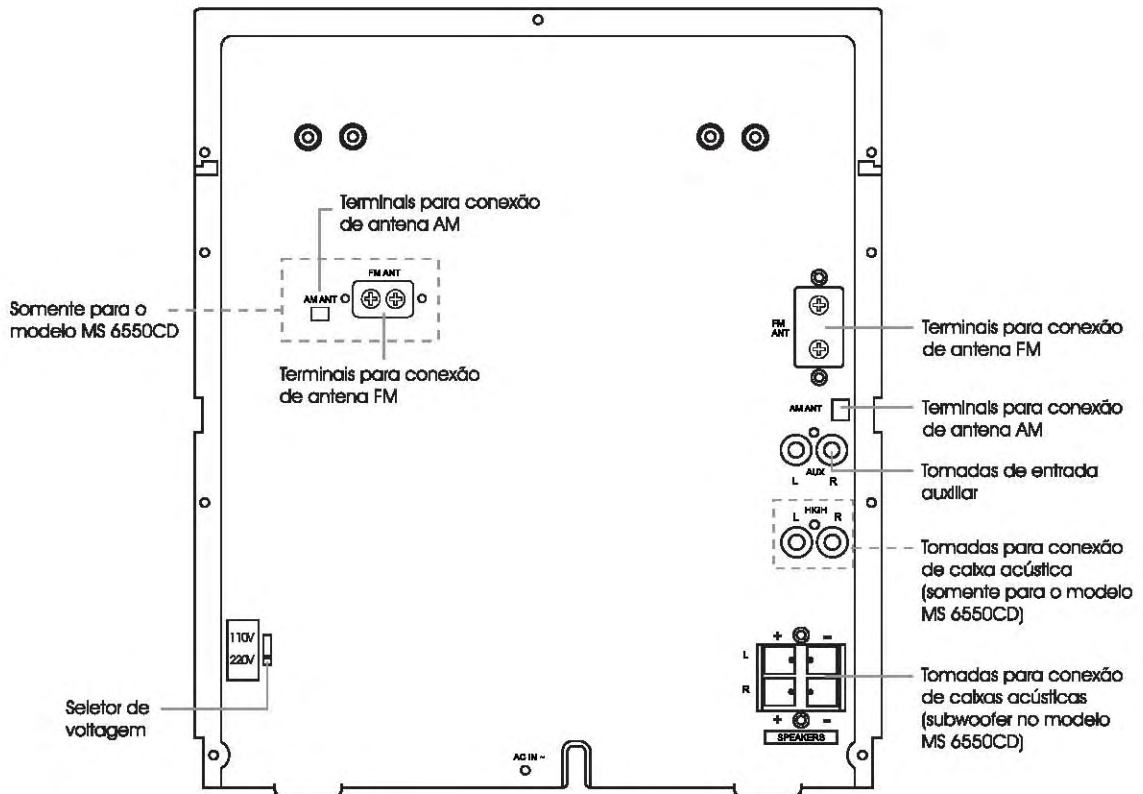 Terminais para conexão
de antena AM
FM ANT
AM ANT
Somente para o
modelo MS 6550CD
Terminais para conexão
de antena FM
FM
ANT
Terminais para conexão
de antena FM
AM ANT
Terminais para conexão
de antena AM
AUX
L R
Tomadas de entrada
auxiliar
HIGH
L R
Tomadas para conexão
de caixa acústica
(somente para o modelo
MS 6550CD)
110V
220V
Seletor de
voltagem
+ -
L
R
+ -
SPEAKERS
Tomadas para conexão
de caixas acústicas
(subwoofer no modelo
MS 6550CD)
AC IN ~